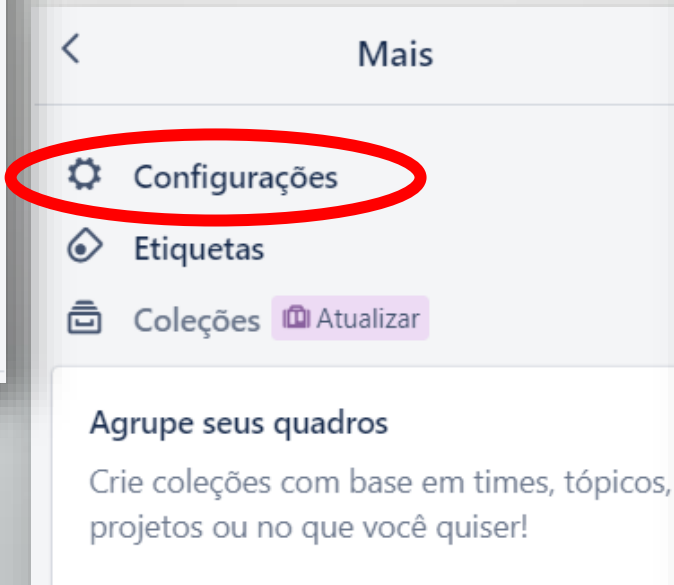 Mais
Configurações
Etiquetas
Coleções Atualizar
Agrupe seus quadros
Crie coleções com base em times, tópicos,
projetos ou no que você quiser!